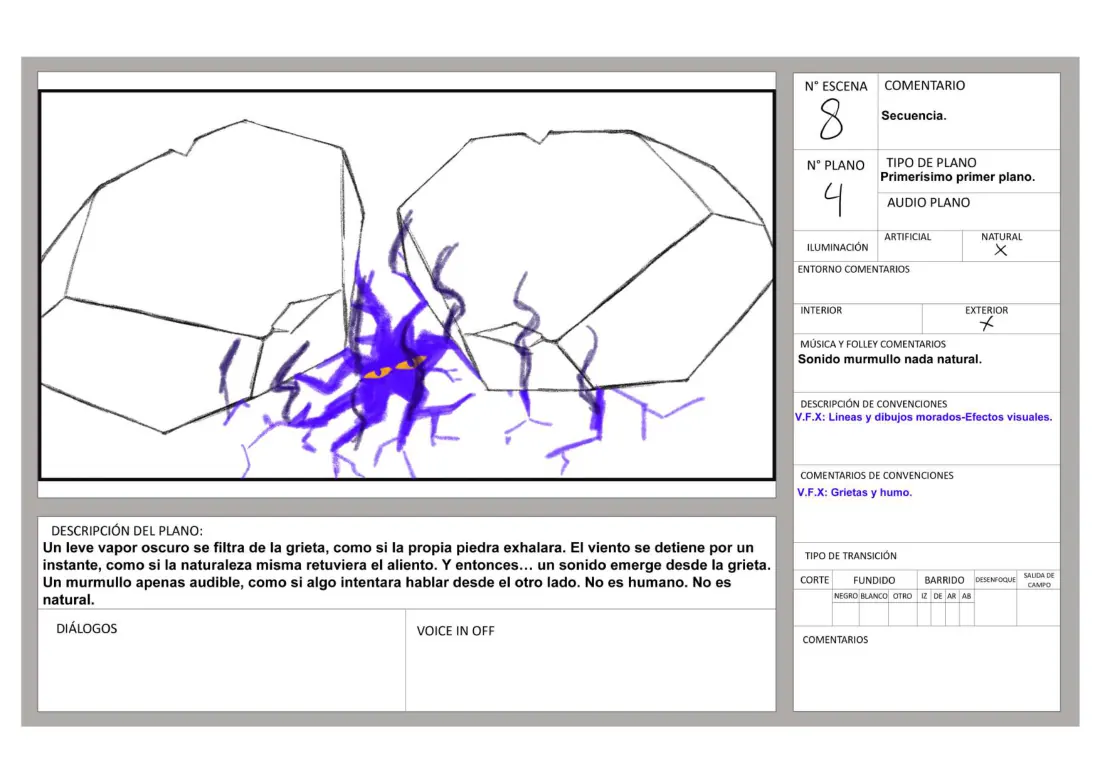 N° ESCENA
8
COMENTARIO
Secuencia.
N° PLANO
4
TIPO DE PLANO
Primerísimo primer plano.
AUDIO PLANO
ILUMINACIÓN
ARTIFICIAL
NATURAL
X
ENTORNO COMENTARIOS
INTERIOR
EXTERIOR
X
MÚSICA Y FOLLEY COMENTARIOS
Sonido murmullo nada natural.
DESCRIPCIÓN DE CONVENCIONES
V.F.X: Lineas y dibujos morados-Efectos visuales.
COMENTARIOS DE CONVENCIONES
V.F.X: Grietas y humo.
TIPO DE TRANSICIÓN
CORTE
FUNDIDO
BARRIDO
DESENFOQUE
SALIDA DE
CAMPO
NEGRO BLANCO OTRO IZ DE AR AB
COMENTARIOS
DESCRIPCIÓN DEL PLANO:
Un leve vapor oscuro se filtra de la grieta, como si la propia piedra exhalara. El viento se detiene por un
instante, como si la naturaleza misma retuviera el aliento. Y entonces… un sonido emerge desde la grieta.
Un murmullo apenas audible, como si algo intentara hablar desde el otro lado. No es humano. No es
natural.
DIÁLOGOS
VOICE IN OFF